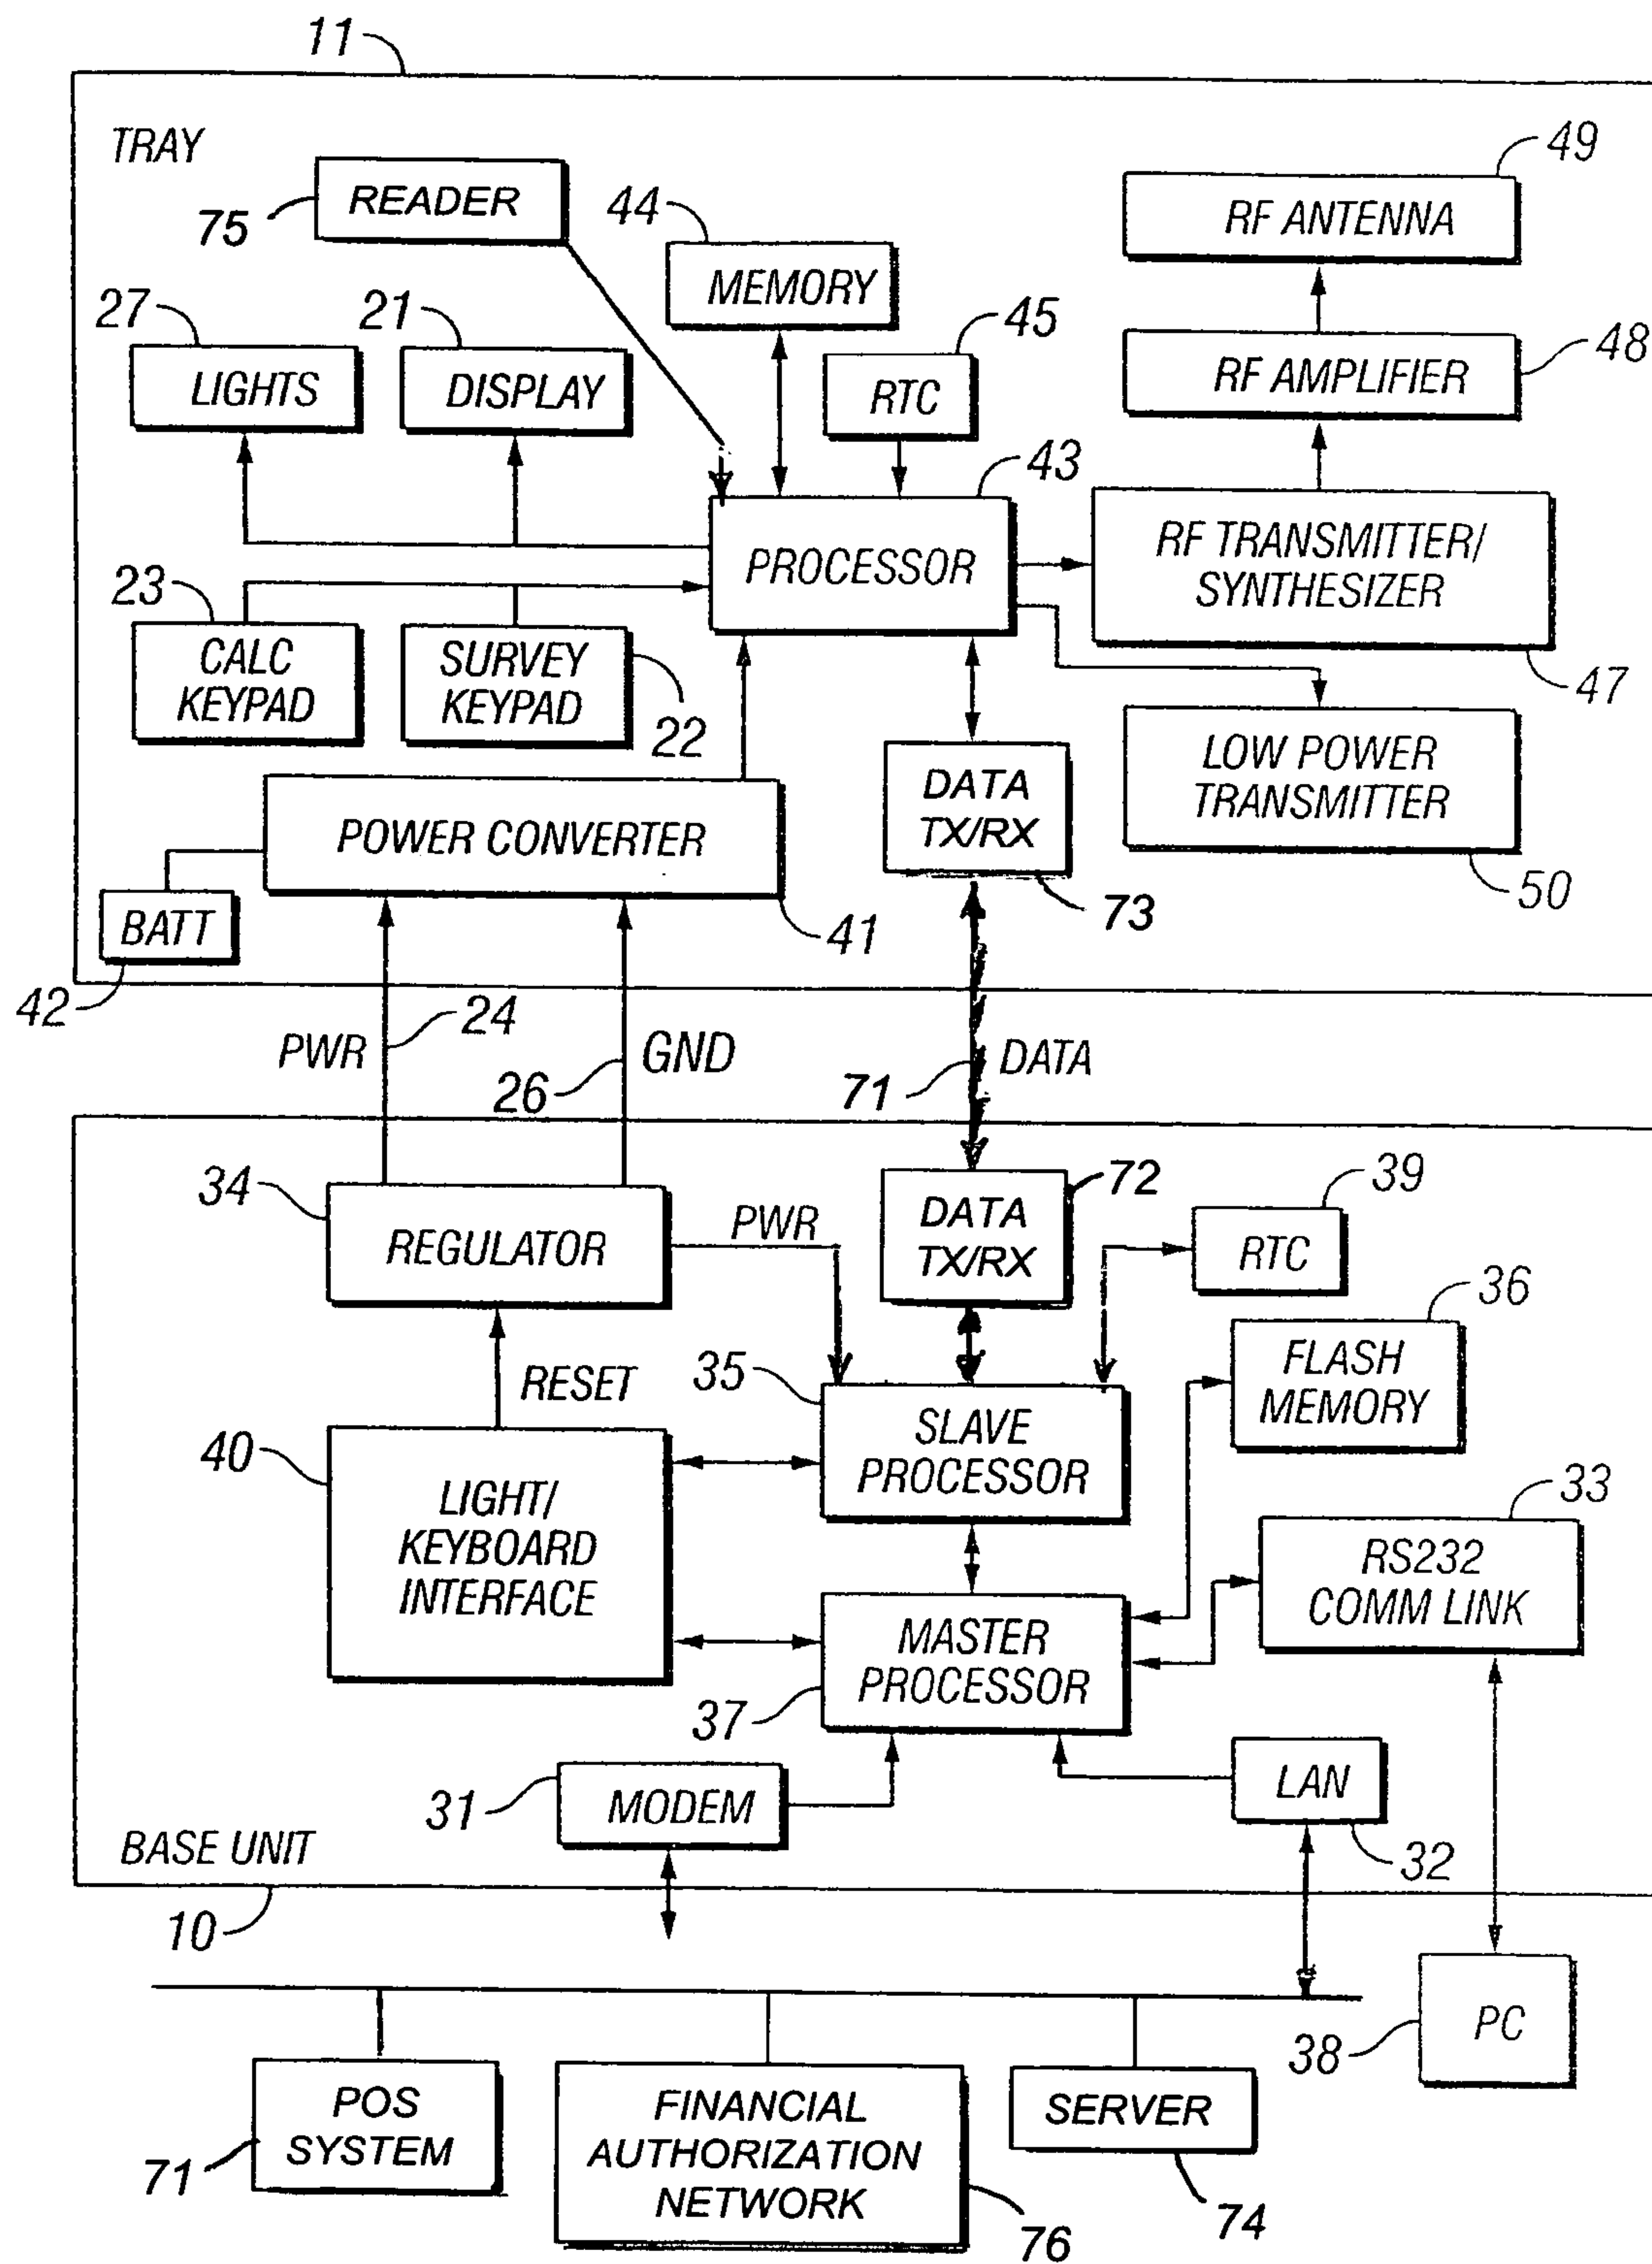 11
TRAY
49
READER
75
44
RF ANTENNA
MEMORY
27
21
45
48
LIGHTS
DISPLAY
RTC
RF AMPLIFIER
43
23
PROCESSOR
RF TRANSMITTER/
SYNTHESIZER
CALC
KEYPAD
SURVEY
KEYPAD
22
47
LOW POWER
TRANSMITTER
50
DATA
TX/RX
73
POWER CONVERTER
41
BATT
42
PWR
24
GND
26
71
DATA
34
REGULATOR
PWR
DATA
TX/RX
72
39
RTC
36
FLASH
MEMORY
RESET
35
SLAVE
PROCESSOR
40
LIGHT/
KEYBOARD
INTERFACE
33
RS232
COMM LINK
MASTER
PROCESSOR
37
31
MODEM
LAN
32
BASE UNIT
10
PC
38
POS
SYSTEM
71
FINANCIAL
AUTHORIZATION
NETWORK
76
SERVER
74